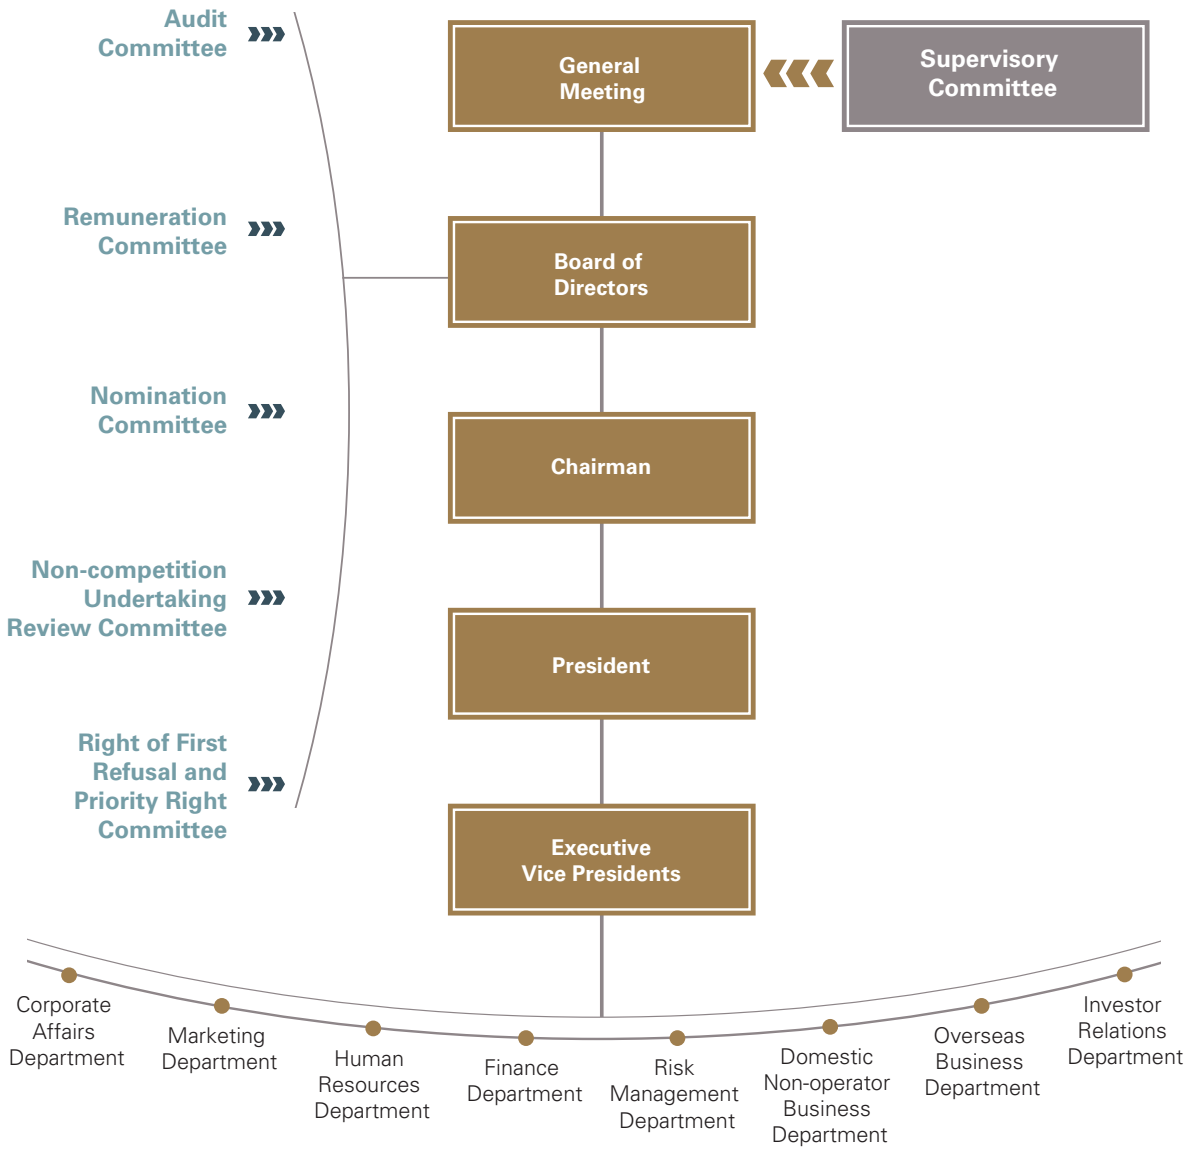 Audit
Committee
General
Meeting
Supervisory
Committee
Remuneration
Committee
Board of
Directors
Nomination
Committee
Chairman
Non-competition
Undertaking
Review Committee
President
Right of First
Refusal and
Priority Right
Committee
Executive
Vice Presidents
Corporate
Affairs
Department
Marketing
Department
Human
Resources
Department
Finance
Department
Risk
Management
Department
Domestic
Non-operator
Business
Department
Overseas
Business
Department
Investor
Relations
Department